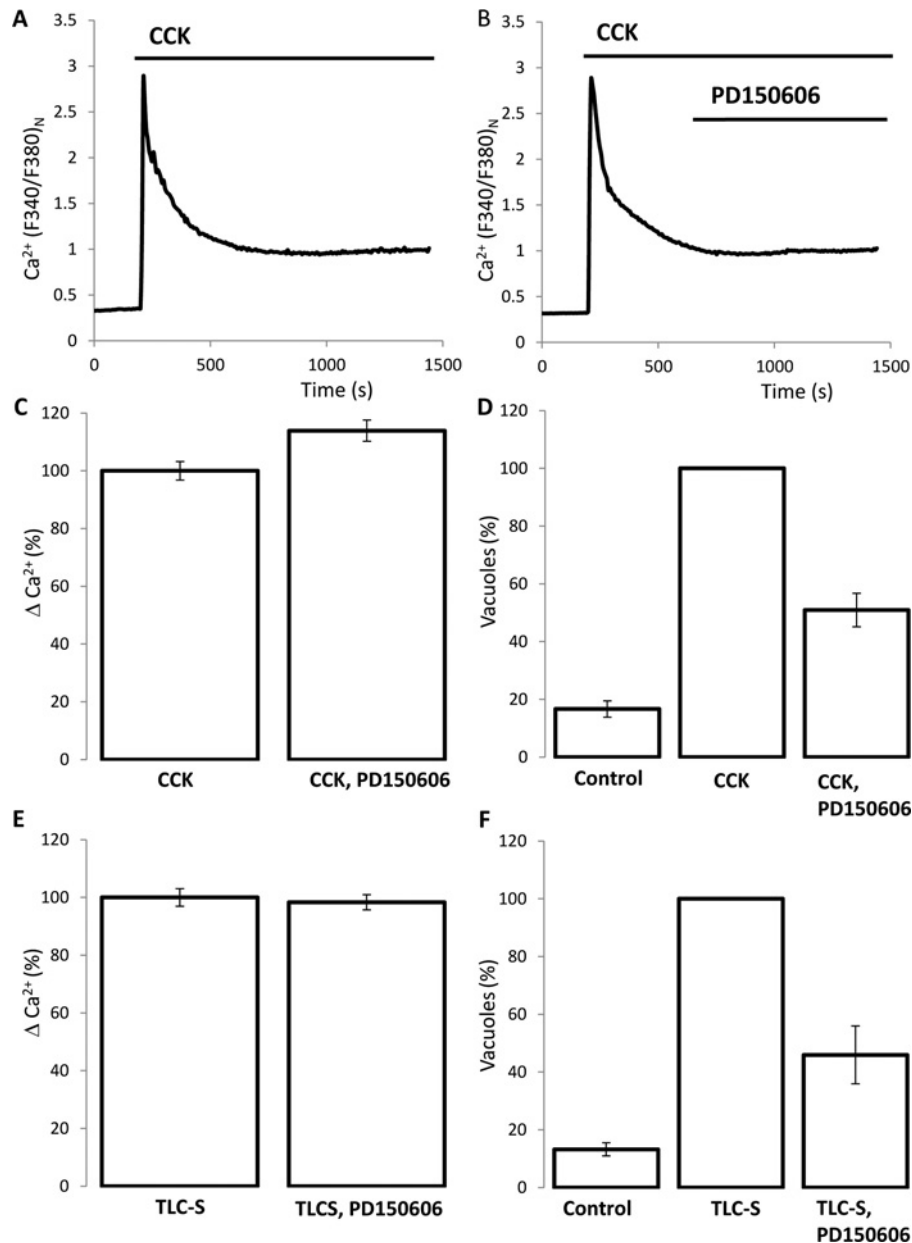 A
CCK
Ca²⁺ (F340/F380)N
3.5
3
2.5
2
1.5
1
0.5
0
0
500
1000
1500
Time (s)
B
CCK
PD150606
Ca²⁺ (F340/F380)N
3.5
3
2.5
2
1.5
1
0.5
0
0
500
1000
1500
Time (s)
C
Δ Ca²⁺ (%)
120
100
80
60
40
20
0
CCK
CCK, PD150606
D
Vacuoles (%)
120
100
80
60
40
20
0
Control
CCK
CCK,
PD150606
E
Δ Ca²⁺ (%)
120
100
80
60
40
20
0
TLC-S
TLCS, PD150606
F
Vacuoles (%)
120
100
80
60
40
20
0
Control
TLC-S
TLC-S,
PD150606